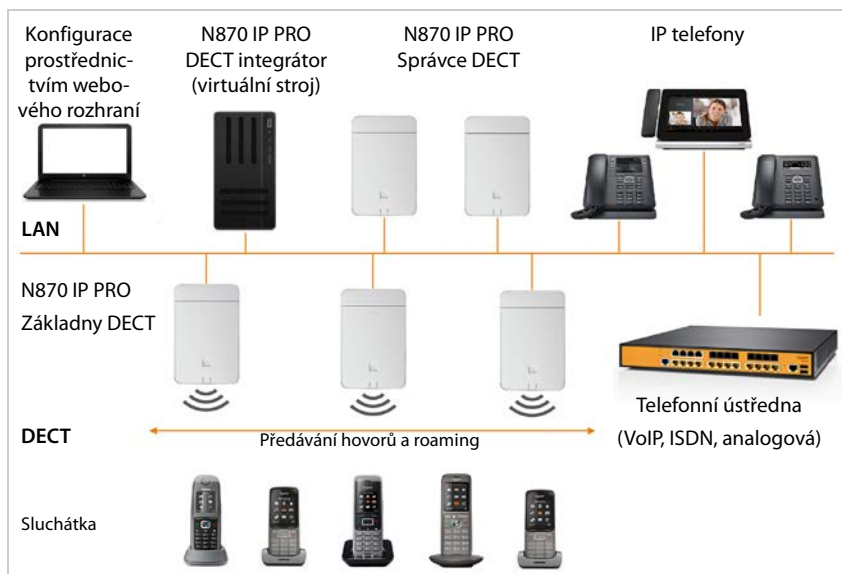 Konfigurace
prostřednic-
tvím webo-
vého rozhraní
N870 IP PRO
DECT integrátor
(virtuální stroj)
N870 IP PRO
Správce DECT
IP telefony
LAN
N870 IP PRO
Základny DECT
DECT
Předávání hovorů a roaming
Telefonní ústředna
(VoIP, ISDN, analogová)
Sluchátka